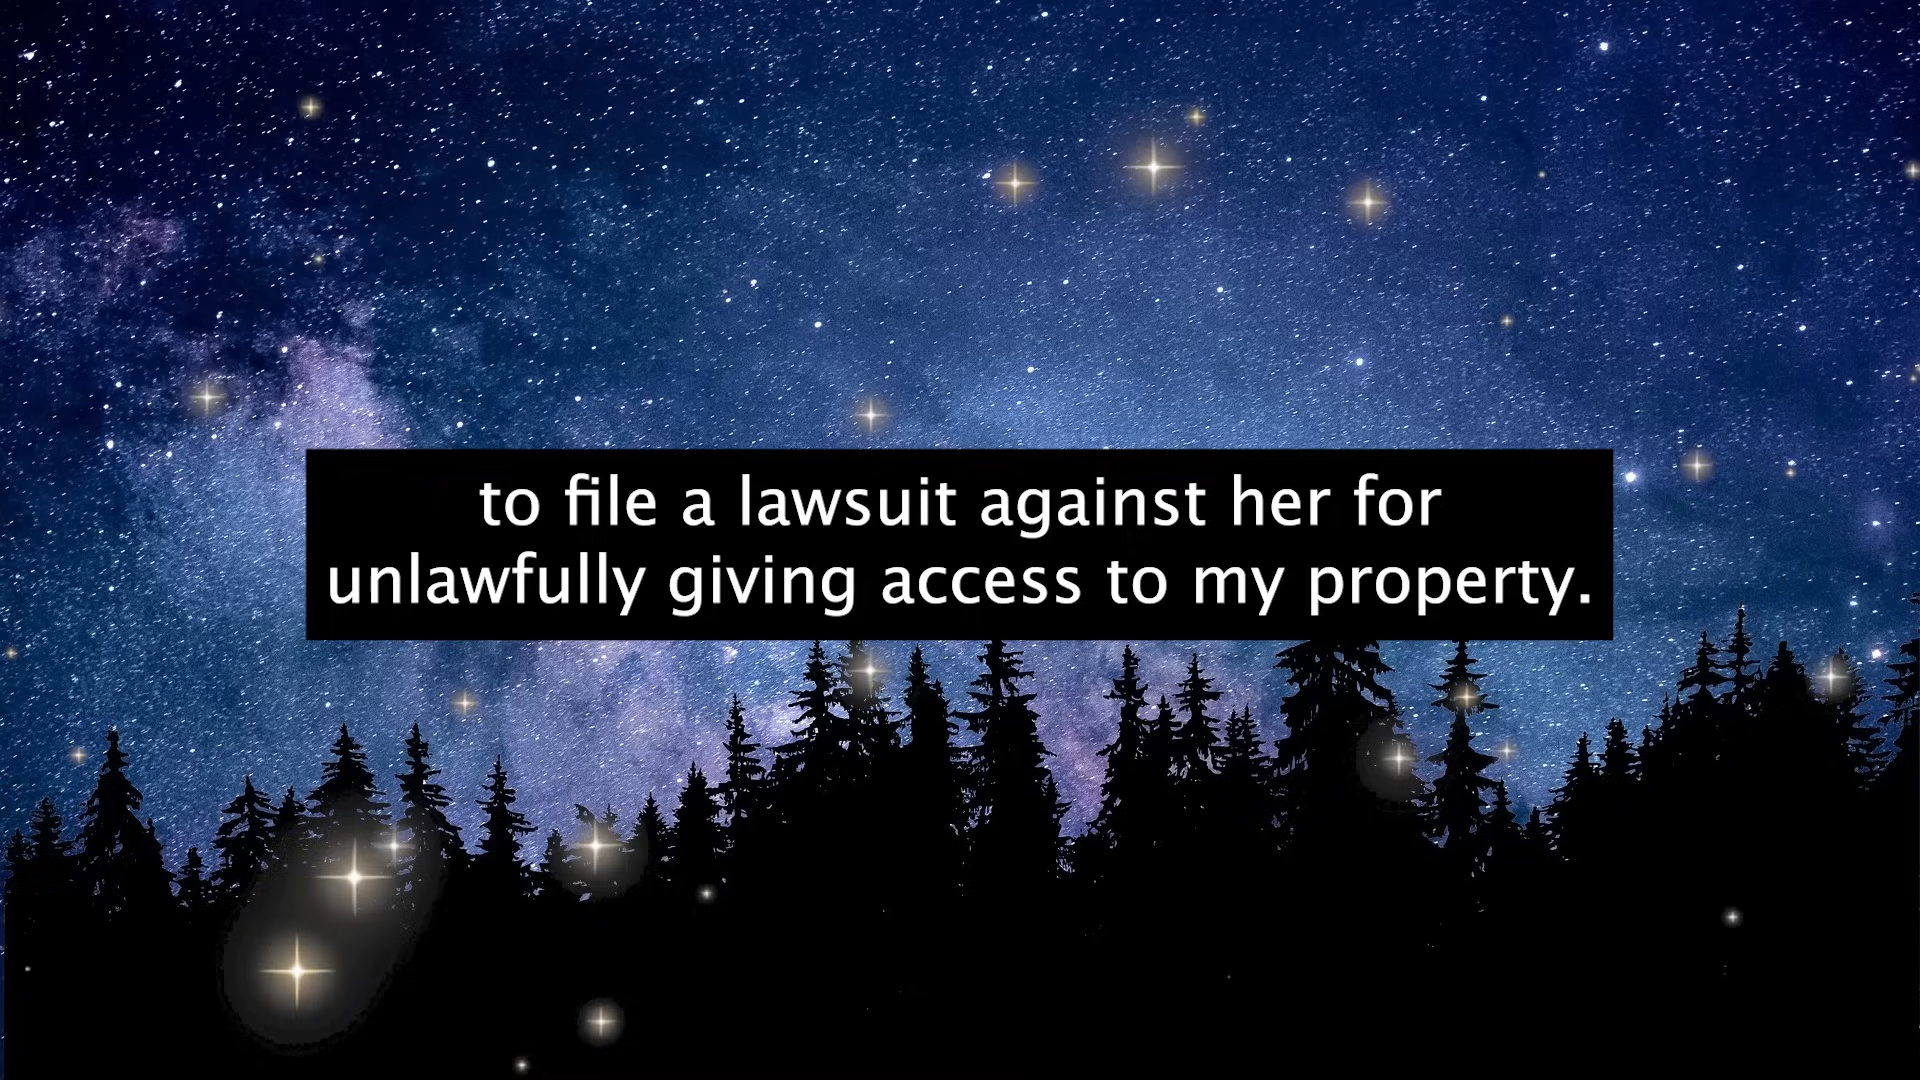 to file a lawsuit against her for
unlawfully giving access to my property.